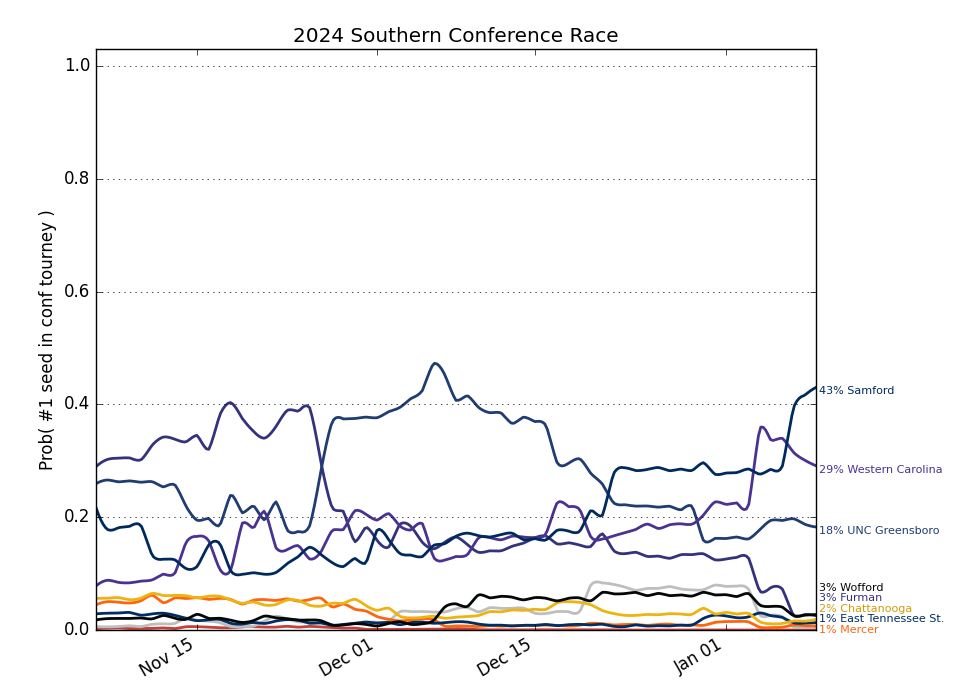 2024 Southern Conference Race
Prob( #1 seed in conf tourney )
1.0
0.8
0.6
0.4
0.2
0.0
Nov 15
Dec 01
Dec 15
Jan 01
43% Samford
29% Western Carolina
18% UNC Greensboro
3% Wofford
3% Furman
2% Chattanooga
1% East Tennessee St.
1% Mercer